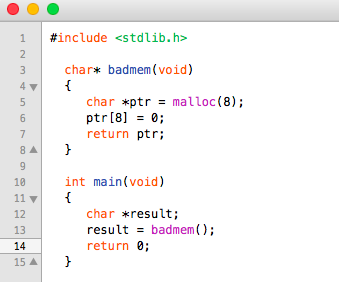 1 #include <stdlib.h>
2
3 char* badmem(void)
4 {
5 char *ptr = malloc(8);
6 ptr[8] = 0;
7 return ptr;
8 }
9
10 int main(void)
11 {
12 char *result;
13 result = badmem();
14 return 0;
15 }